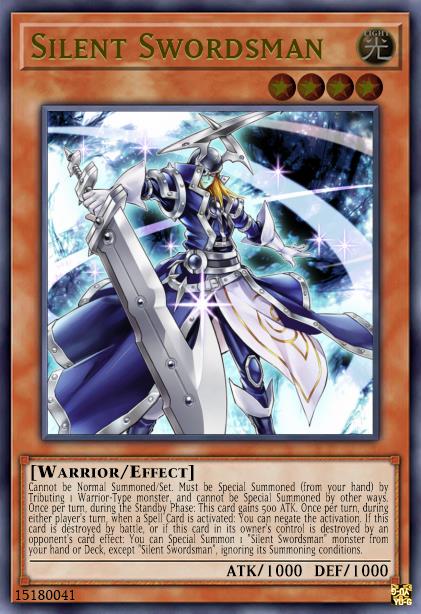 SILENT SWORDSMAN
LIGHT
光
[WARRIOR/EFFECT]
Cannot be Normal Summoned/Set. Must be Special Summoned (from your hand) by
Tributing 1 Warrior-Type monster, and cannot be Special Summoned by other ways.
Once per turn, during the Standby Phase: This card gains 500 ATK. Once per turn, during
either player's turn, when a Spell Card is activated: You can negate the activation. If this
card is destroyed by battle, or if this card in its owner's control is destroyed by an
opponent's card effect: You can Special Summon 1 "Silent Swordsman" monster from
your hand or Deck, except "Silent Swordsman", ignoring its Summoning conditions.
ATK/1000 DEF/1000
15180041